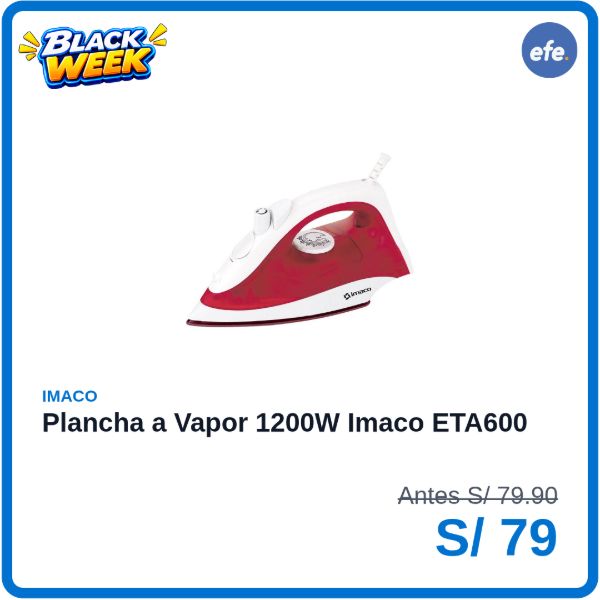 BLACK
WEEK
efe.
imaco
IMACO
Plancha a Vapor 1200W Imaco ETA600
Antes S/ 79.90
S/ 79